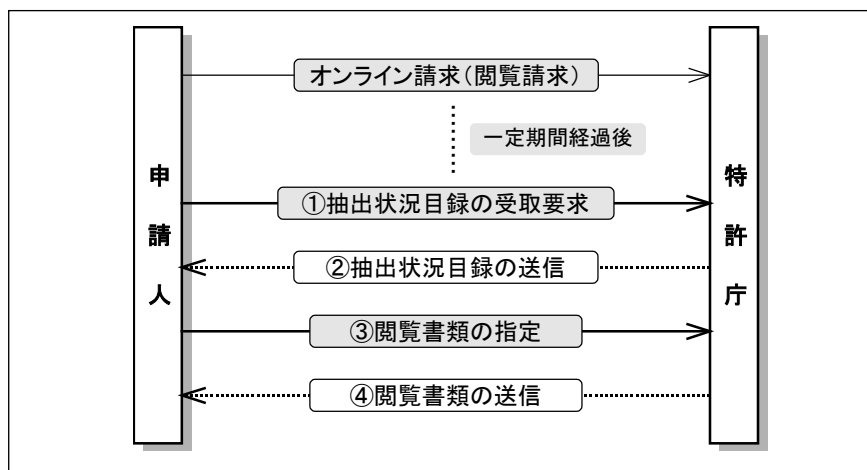 オンライン請求(閲覧請求)
一定期間経過後
申請人
特許庁
①抽出状況目録の受取要求
②抽出状況目録の送信
③閲覧書類の指定
④閲覧書類の送信